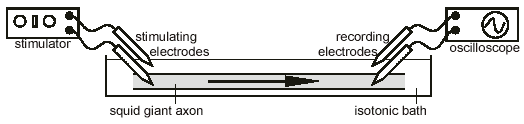 stimulator
stimulating
electrodes
recording
electrodes
oscilloscope
squid giant axon
isotonic bath